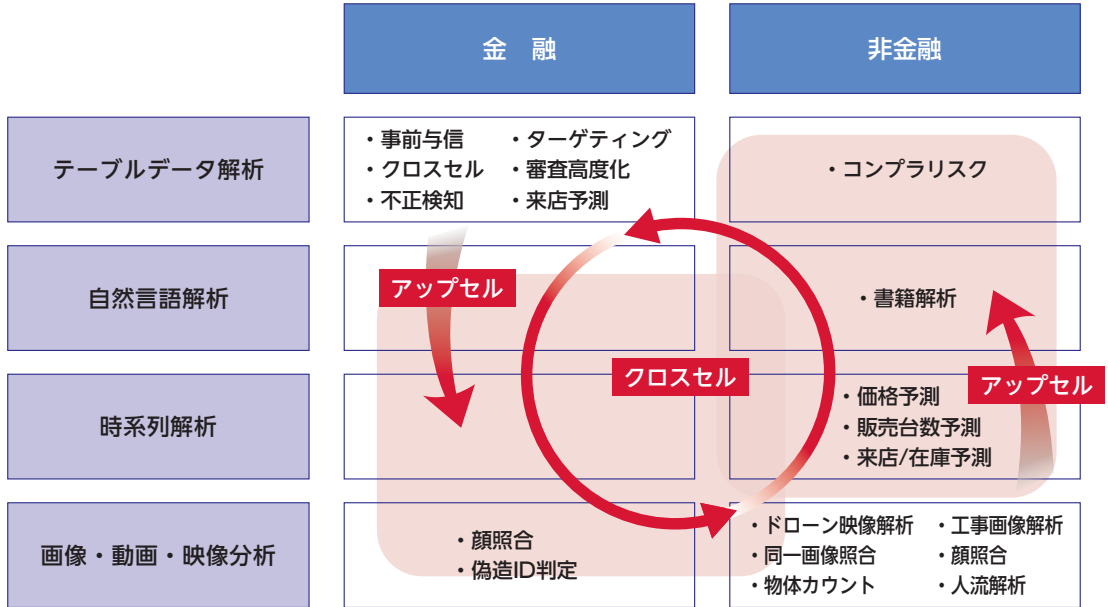 金 融
非金融
テーブルデータ解析
・事前与信 ・ターゲティング
・クロスセル ・審査高度化
・不正検知 ・来店予測
・コンプラリスク
自然言語解析
アップセル
・書籍解析
クロスセル
時系列解析
・価格予測
・販売台数予測
・来店/在庫予測
アップセル
画像・動画・映像分析
・顔照合
・偽造ID判定
・ドローン映像解析 ・工事画像解析
・同一画像照合 ・顔照合
・物体カウント ・人流解析